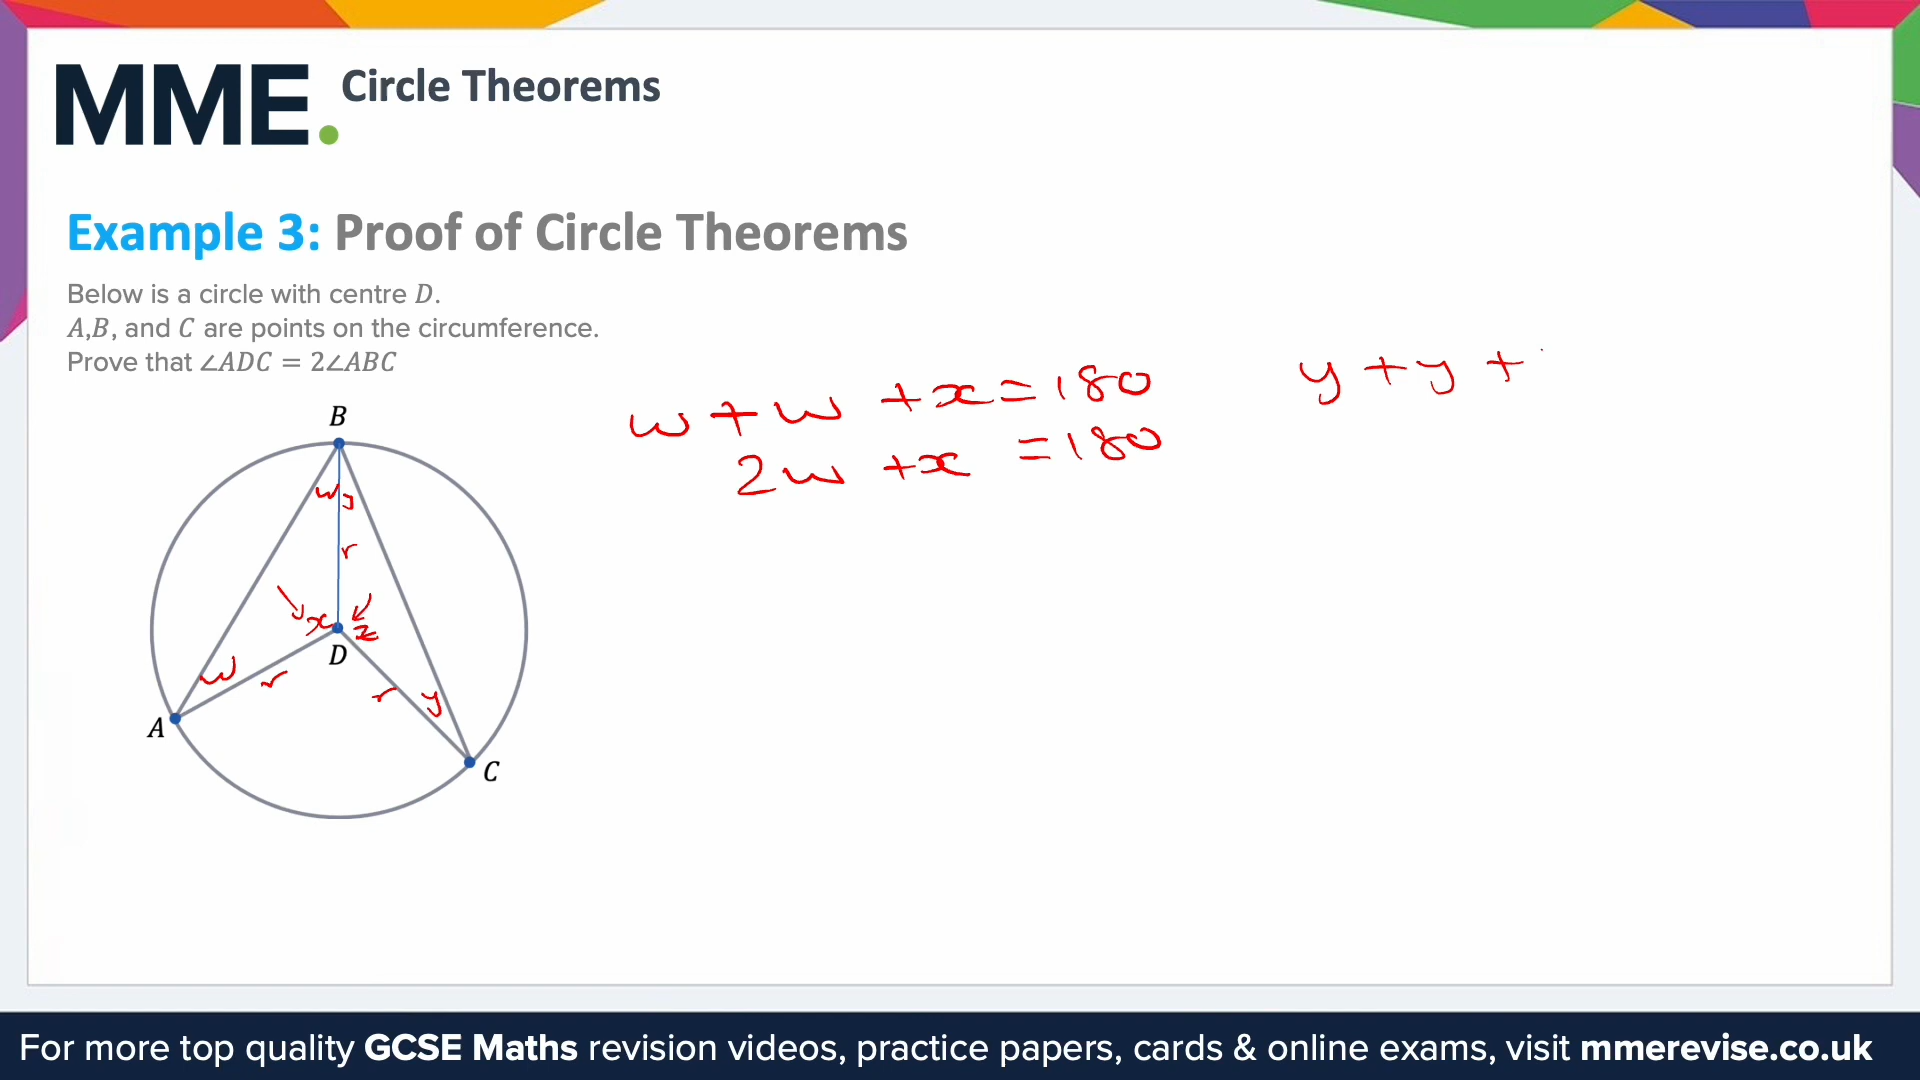 MME.
Circle Theorems
Example 3: Proof of Circle Theorems
Below is a circle with centre D.
A,B, and C are points on the circumference.
Prove that ∠ADC = 2∠ABC
w + w + x = 180
y + y +
2w + x = 180
B
w y
r
x z
D
w r
r y
A
C
For more top quality GCSE Maths revision videos, practice papers, cards & online exams, visit mmerevise.co.uk